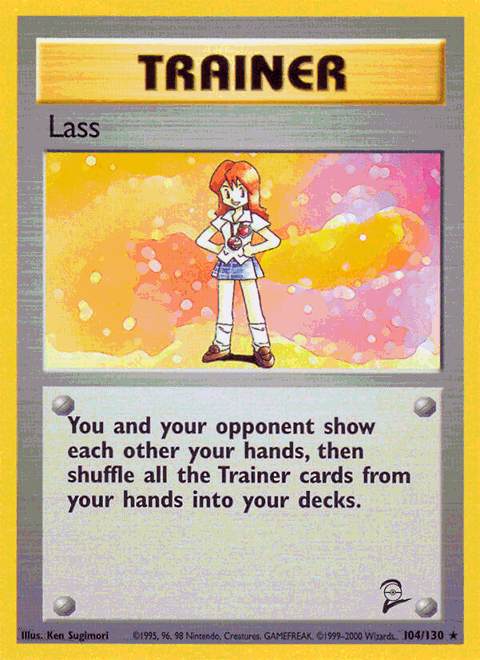 TRAINER
Lass
You and your opponent show
each other your hands, then
shuffle all the Trainer cards from
your hands into your decks.
Illus. Ken Sugimori ©1995, 96, 98 Nintendo, Creatures, GAMEFREAK. ©1999-2000 Wizards. 104/130 ★